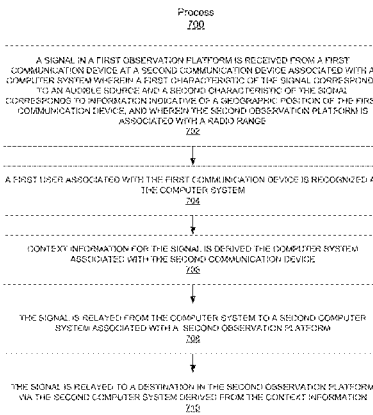 Process
700
A SIGNAL IN A FIRST OBSERVATION PLATFORM IS RECEIVED FROM A FIRST
COMMUNICATION DEVICE AT A SECOND COMMUNICATION DEVICE ASSOCIATED WITH A
COMPUTER SYSTEM WHEREIN A FIRST CHARACTERISTIC OF THE SIGNAL CORRESPOND
TO AN AUDIBLE SOURCE AND A SECOND CHARACTERISTIC OF THE SIGNAL
CORRESPONDS TO INFORMATION INDICATIVE OF A GEOGRAPHIC POSITION OF THE FIRS
COMMUNICATION DEVICE, AND WHEREIN THE SECOND OBSERVATION PLATFORM IS
ASSOCIATED WITH A RADIO RANGE
702
A FIRST USER ASSOCIATED WITH THE FIRST COMMUNICATION DEVICE IS RECOGNIZED A
THE COMPUTER SYSTEM
704
CONTEXT INFORMATION FOR THE SIGNAL IS DERIVED THE COMPUTER SYSTEM
ASSOCIATED WITH THE SECOND COMMUNICATION DEVICE
THE SIGNAL IS RELAYED FROM THE COMPUTER SYSTEM TO A SECOND COMPUTER
SYSTEM ASSOCIATED WITH A SECOND OBSERVATION PLATFORM
THE SIGNAL IS RELAYED TO A DESTINATION IN THE SECOND OBSERVATION PLATFORM
VIA THE SECOND COMPUTER SYSTEM DERIVED FROM THE CONTEXT INFORMATION